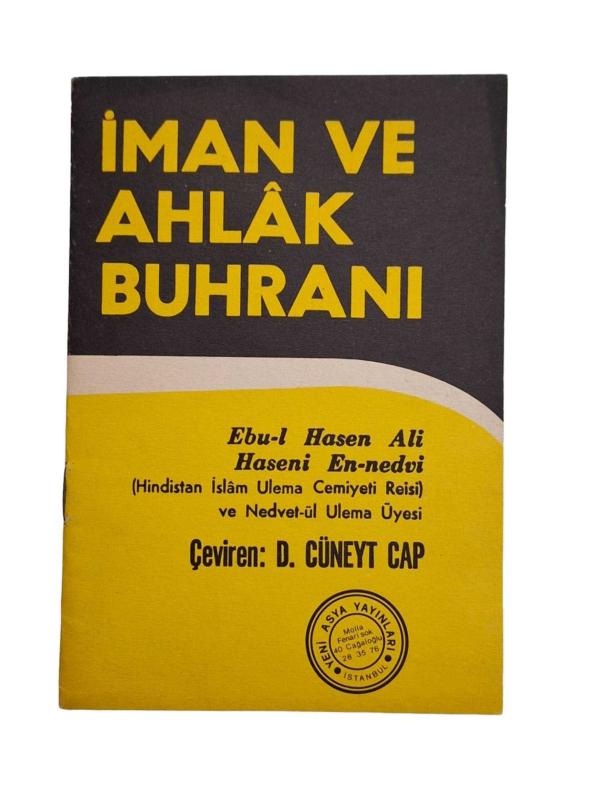 İMAN VE
AHLÂK
BUHRANI
Ebu-l Hasen Ali
Haseni En-nedvi
(Hindistan İslâm Ulema Cemiyeti Reisi)
ve Nedvet-ül Ulema Üyesi
Çeviren: D. CÜNEYT CAP
YENİ ASYA YAYINLARI
Molla
Fenari sok
40 Cağaloğlu
28 35 76
İSTANBUL